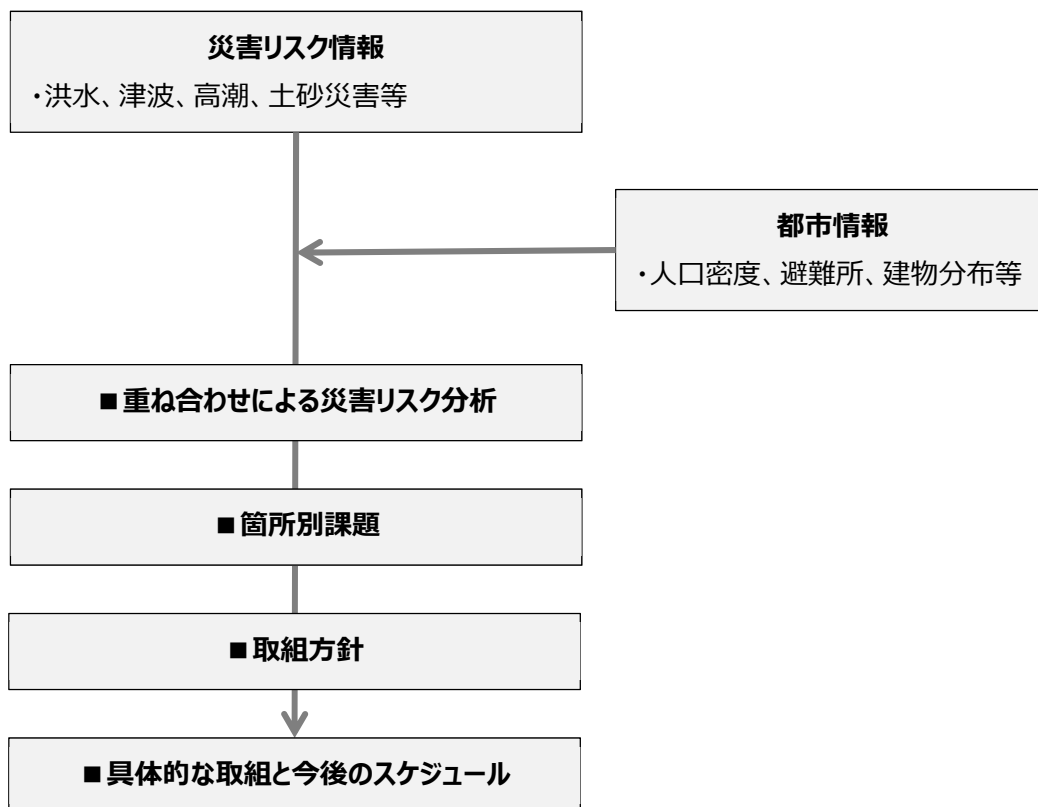 災害リスク情報
・洪水、津波、高潮、土砂災害等
都市情報
・人口密度、避難所、建物分布等
■重ね合わせによる災害リスク分析
■箇所別課題
■取組方針
■具体的な取組と今後のスケジュール